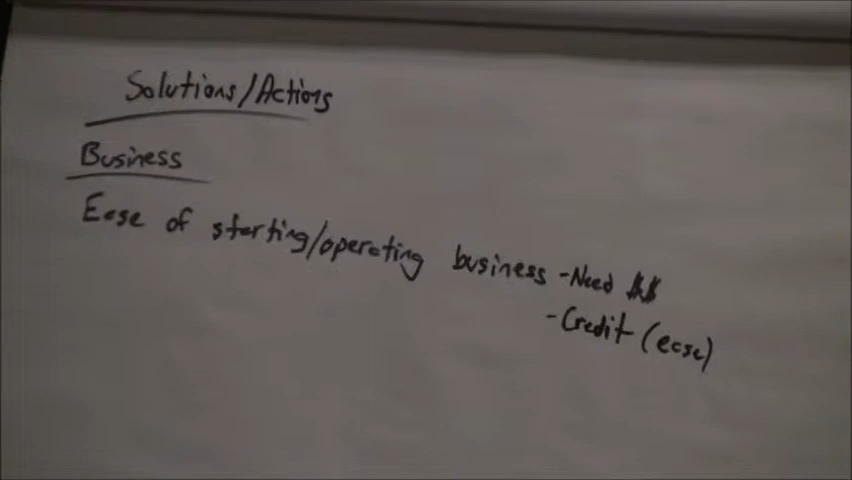 Solutions/Actions
Business
Ease of starting/operating business -Need $$
-Credit (ease)